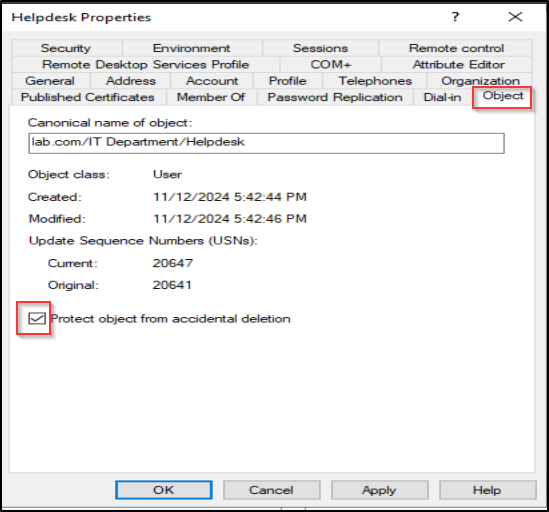 Helpdesk Properties ? ×
Security Environment Sessions Remote control
Remote Desktop Services Profile COM+ Attribute Editor
General Address Account Profile Telephones Organization
Published Certificates Member Of Password Replication Dial-in Object
Canonical name of object:
lab.com/IT Department/Helpdesk
Object class: User
Created: 11/12/2024 5:42:44 PM
Modified: 11/12/2024 5:42:46 PM
Update Sequence Numbers (USNs):
Current: 20647
Original: 20641
Protect object from accidental deletion
OK Cancel Apply Help